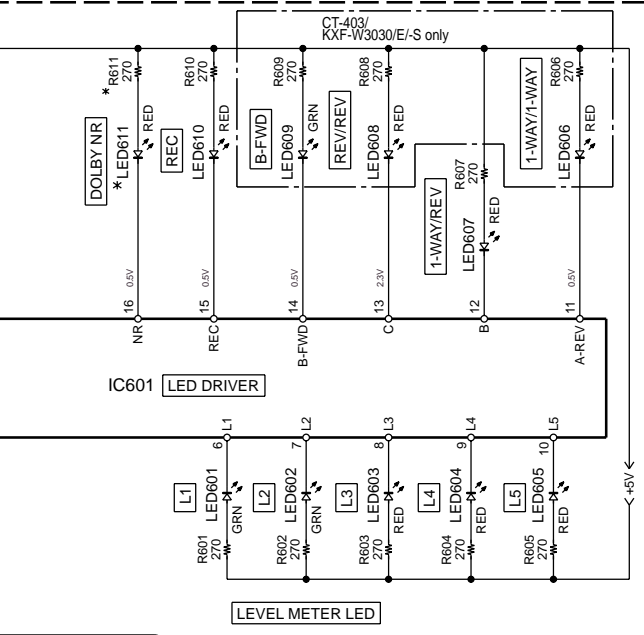 CT-403/
KXF-W3030/E/-S only
*
R611
270
R610
270
R609
270
R608
270
R606
270
DOLBY NR
*LED611
RED
REC
LED610
RED
B-FWD
LED609
GRN
REV/REV
LED608
RED
1-WAY/REV
R607
270
LED607
RED
1-WAY/1-WAY
LED606
RED
0.5V
0.5V
0.5V
2.3V
0.5V
16
15
14
13
12
11
NR
REC
B-FWD
C
B
A-REV
IC601 LED DRIVER
L1
L2
L3
L4
L5
6
7
8
9
10
L1
LED601
GRN
L2
LED602
GRN
L3
LED603
RED
L4
LED604
RED
L5
LED605
RED
+5V
R601
270
R602
270
R603
270
R604
270
R605
270
LEVEL METER LED